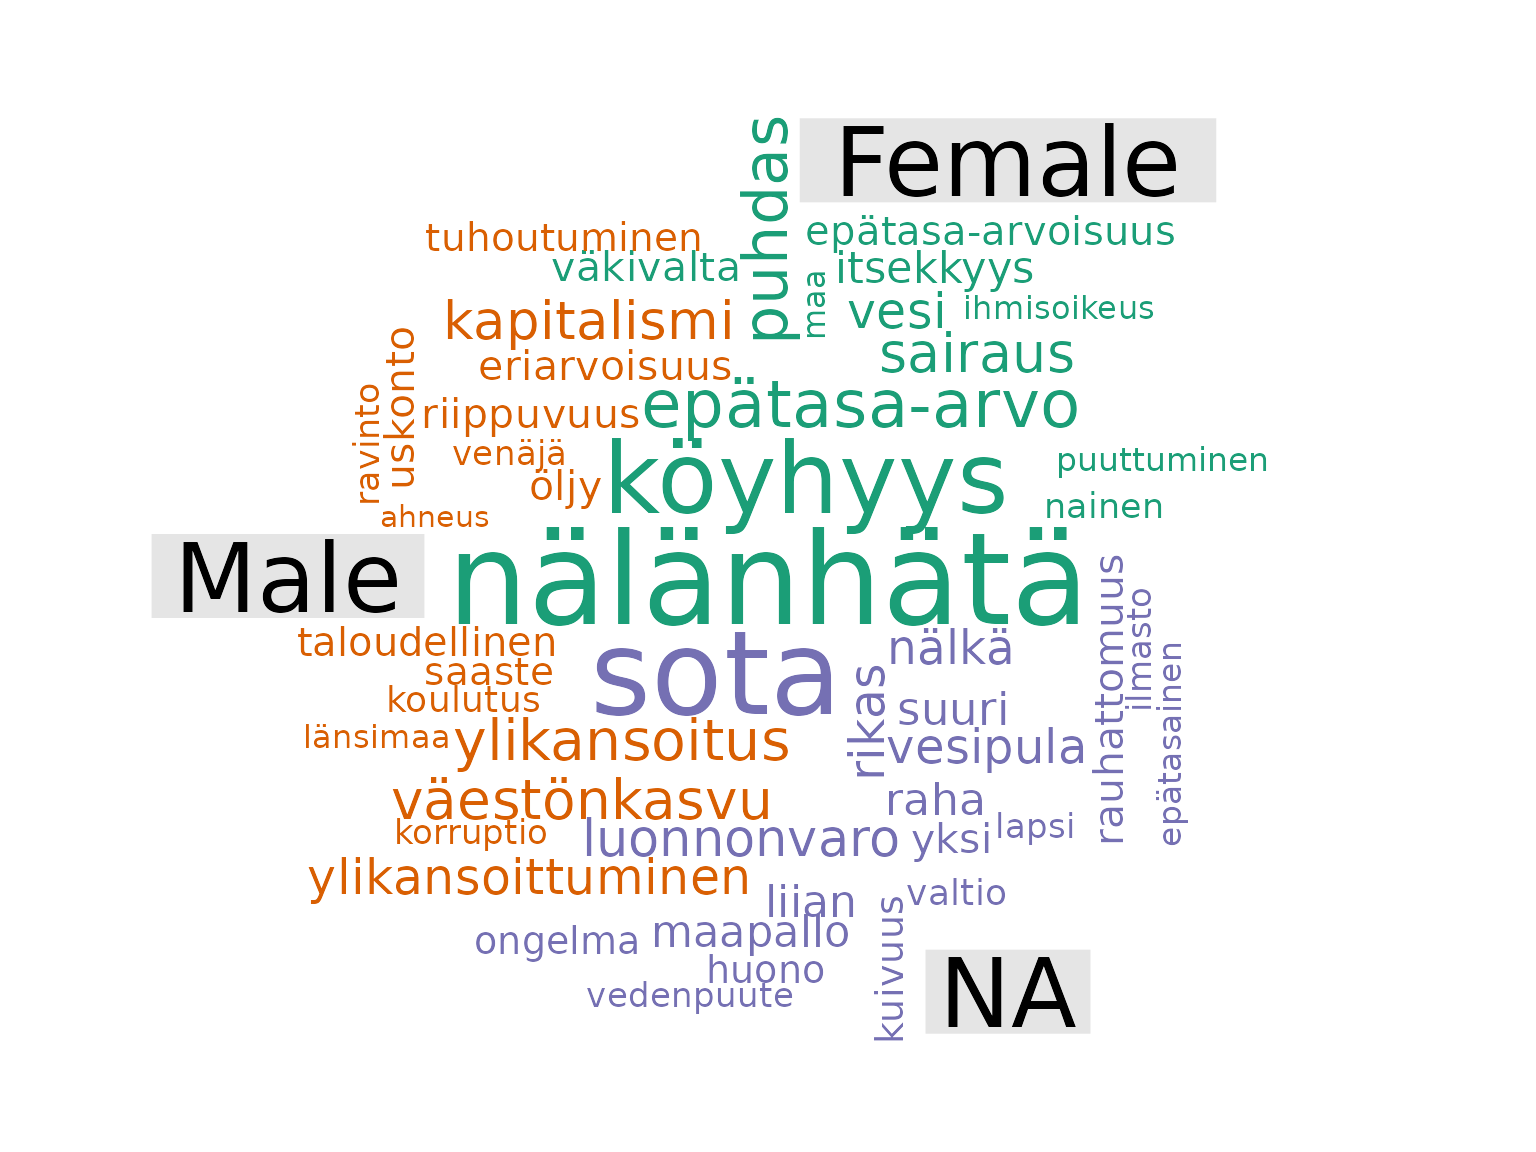 puhdas
Female
tuhoutuminen
epätasa-arvoisuus
väkivalta
itsekkyys
maa
kapitalismi
vesi
ihmisoikeus
sairaus
eriarvoisuus
uskonto
ravinto
riippuvuus
epätasa-arvo
venäjä
öljy
köyhyys
puuttuminen
ahneus
nainen
Male
nälänhätä
taloudellinen
saaste
sota
nälkä
rauhattomuus
ilmasto
epätasainen
koulutus
rikas
suuri
länsimaa
ylikansoitus
vesipula
väestönkasvu
raha
korruptio
luonnonvaro
yksi
lapsi
ylikansoittuminen
liian
valtio
ongelma
maapallo
kuivuus
huono
vedenpuute
NA